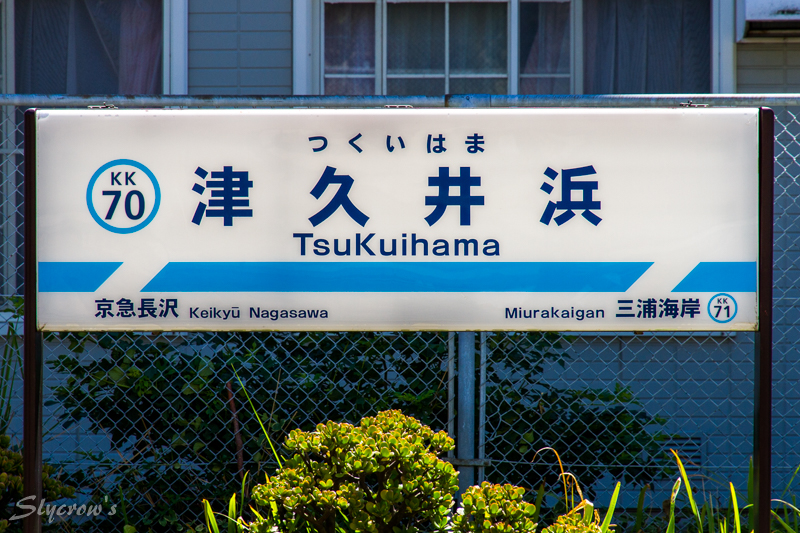 つくいはま
KK
70
津久井浜
TsuKuihama
京急長沢 Keikyū Nagasawa
Miurakaigan 三浦海岸
KK
71
Slycrow's